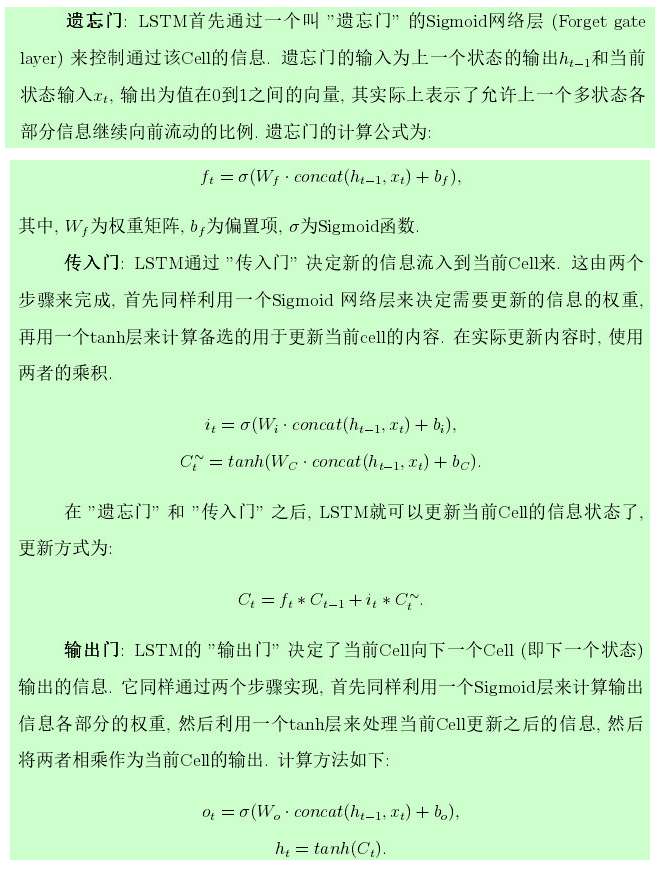 遗忘门: LSTM首先通过一个叫 ”遗忘门” 的Sigmoid网络层 (Forget gate
layer) 来控制通过该Cell的信息. 遗忘门的输入为上一个状态的输出h_{t−1}和当前
状态输入x_t, 输出为值在0到1之间的向量, 其实际上表示了允许上一个多状态各
部分信息继续向前流动的比例. 遗忘门的计算公式为:
f_t = σ(W_f · concat(h_{t−1}, x_t) + b_f),
其中, W_f为权重矩阵, b_f为偏置项, σ为Sigmoid函数.
传入门: LSTM通过 ”传入门” 决定新的信息流入到当前Cell来. 这由两个
步骤来完成, 首先同样利用一个Sigmoid 网络层来决定需要更新的信息的权重,
再用一个tanh层来计算备选的用于更新当前cell的内容. 在实际更新内容时, 使用
两者的乘积.
i_t = σ(W_i · concat(h_{t−1}, x_t) + b_i),
C_t^∼ = tanh(W_C · concat(h_{t−1}, x_t) + b_C).
在 ”遗忘门” 和 ”传入门” 之后, LSTM就可以更新当前Cell的信息状态了,
更新方式为:
C_t = f_t ∗ C_{t−1} + i_t ∗ C_t^∼.
输出门: LSTM的 ”输出门” 决定了当前Cell向下一个Cell (即下一个状态)
输出的信息. 它同样通过两个步骤实现, 首先同样利用一个Sigmoid层来计算输出
信息各部分的权重, 然后利用一个tanh层来处理当前Cell更新之后的信息, 然后
将两者相乘作为当前Cell的输出. 计算方法如下:
o_t = σ(W_o · concat(h_{t−1}, x_t) + b_o),
h_t = tanh(C_t).